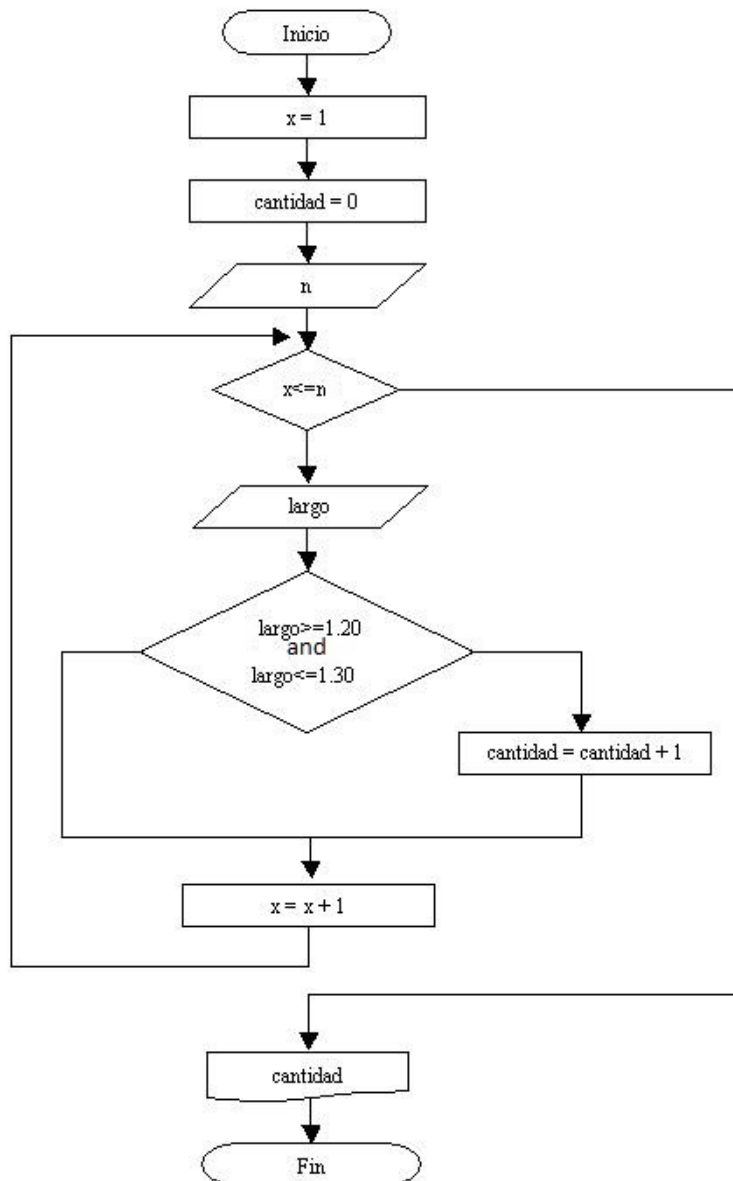 Inicio
x = 1
cantidad = 0
n
x<=n
largo
largo>=1.20
and
largo<=1.30
cantidad = cantidad + 1
x = x + 1
cantidad
Fin